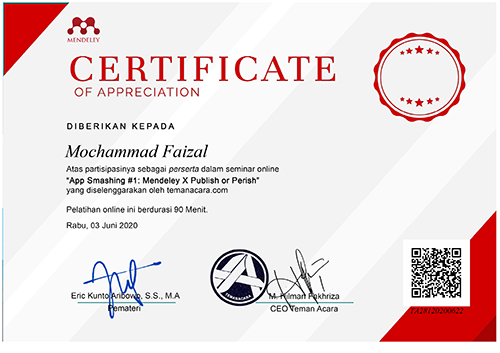 MENDELEY
CERTIFICATE
OF APPRECIATION
DIBERIKAN KEPADA
Mochammad Faizal
Atas partisipasinya sebagai perserta dalam seminar online
"App Smashing #1: Mendeley X Publish or Perish"
yang diselenggarakan oleh temanacara.com
Pelatihan online ini berdurasi 90 Menit.
Rabu, 03 Juni 2020
TEMANACARA
Eric Kunto Aribowo, S.S., M.A
Pemateri
M. Hilmari Fakhriza
CEO Teman Acara
TA28120200622